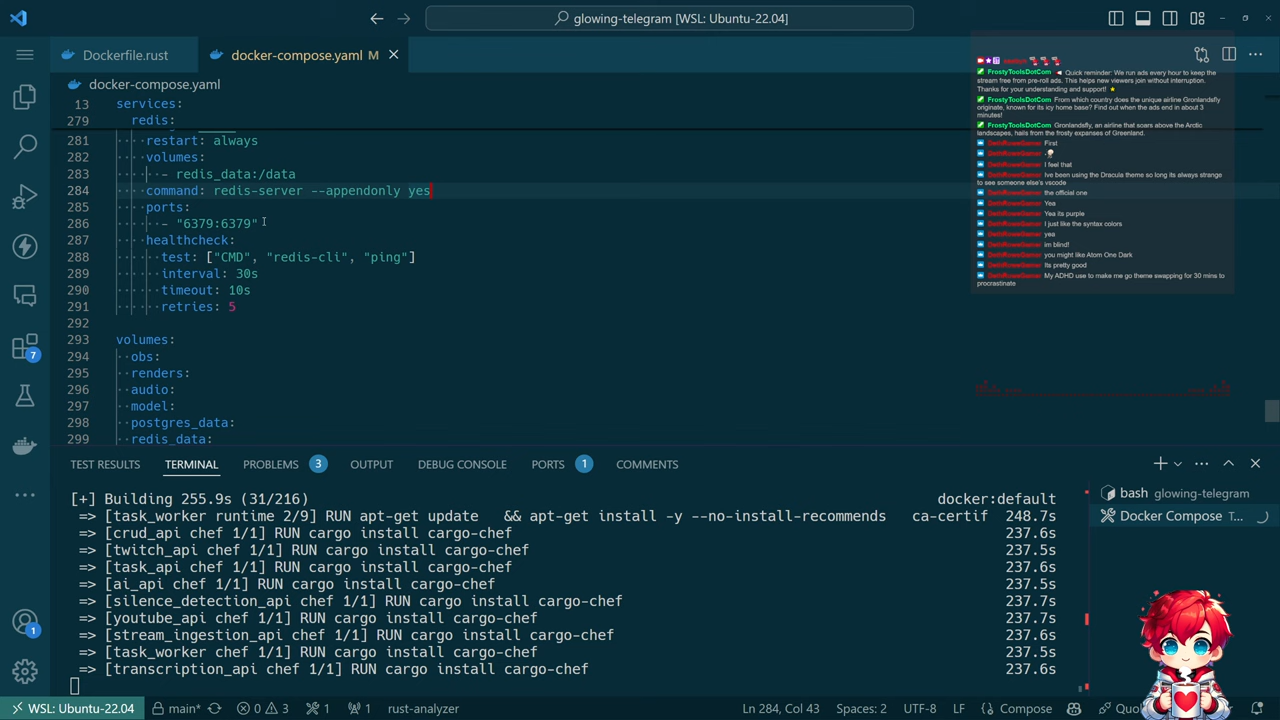 glowing-telegram [WSL: Ubuntu-22.04]
Dockerfile.rust
docker-compose.yaml M
docker-compose.yaml
13 services:
279 redis:
281 restart: always
282 volumes:
283 - redis_data:/data
284 command: redis-server --appendonly yes
285 ports:
286 - "6379:6379"
287 healthcheck:
288 test: ["CMD", "redis-cli", "ping"]
289 interval: 30s
290 timeout: 10s
291 retries: 5
292
293 volumes:
294 obs:
295 renders:
296 audio:
297 model:
298 postgres_data:
299 redis_data:
FrostyToolsDotCom Quick reminder: We run ads every hour to keep the
stream free from pre-roll ads. This helps new viewers join without interruption.
Thanks for your understanding and support!
FrostyToolsDotCom From which country does the unique airline Gronlandsfly
originate, known for its icy home base? Find out when the ads end in about 3
minutes!
FrostyToolsDotCom Gronlandsfly, an airline that soars above the Arctic
landscapes, hails from the frosty expanses of Greenland.
First
I feel that
Ive been using the Dracula theme so long its always strange
to see someone else's vscode
the official one
Yea
Yea its purple
I just like the syntax colors
yea
im blind!
you might like Atom One Dark
Its pretty good
My ADHD use to make me go theme swapping for 30 mins to
procrastinate
7
1
TEST RESULTS TERMINAL PROBLEMS 3 OUTPUT DEBUG CONSOLE PORTS 1 COMMENTS
[+] Building 255.9s (31/216) docker:default
=> [task_worker runtime 2/9] RUN apt-get update && apt-get install -y --no-install-recommends ca-certif 248.7s
=> [crud_api chef 1/1] RUN cargo install cargo-chef 237.6s
=> [twitch_api chef 1/1] RUN cargo install cargo-chef 237.5s
=> [task_api chef 1/1] RUN cargo install cargo-chef 237.6s
=> [ai_api chef 1/1] RUN cargo install cargo-chef 237.5s
=> [silence_detection_api chef 1/1] RUN cargo install cargo-chef 237.7s
=> [youtube_api chef 1/1] RUN cargo install cargo-chef 237.7s
=> [stream_ingestion_api chef 1/1] RUN cargo install cargo-chef 237.6s
=> [task_worker chef 1/1] RUN cargo install cargo-chef 237.5s
=> [transcription_api chef 1/1] RUN cargo install cargo-chef 237.6s
bash glowing-telegram
Docker Compose T...
WSL: Ubuntu-22.04 main* 0 3 1 1 rust-analyzer Ln 284, Col 43 Spaces: 2 UTF-8 LF Compose Quo